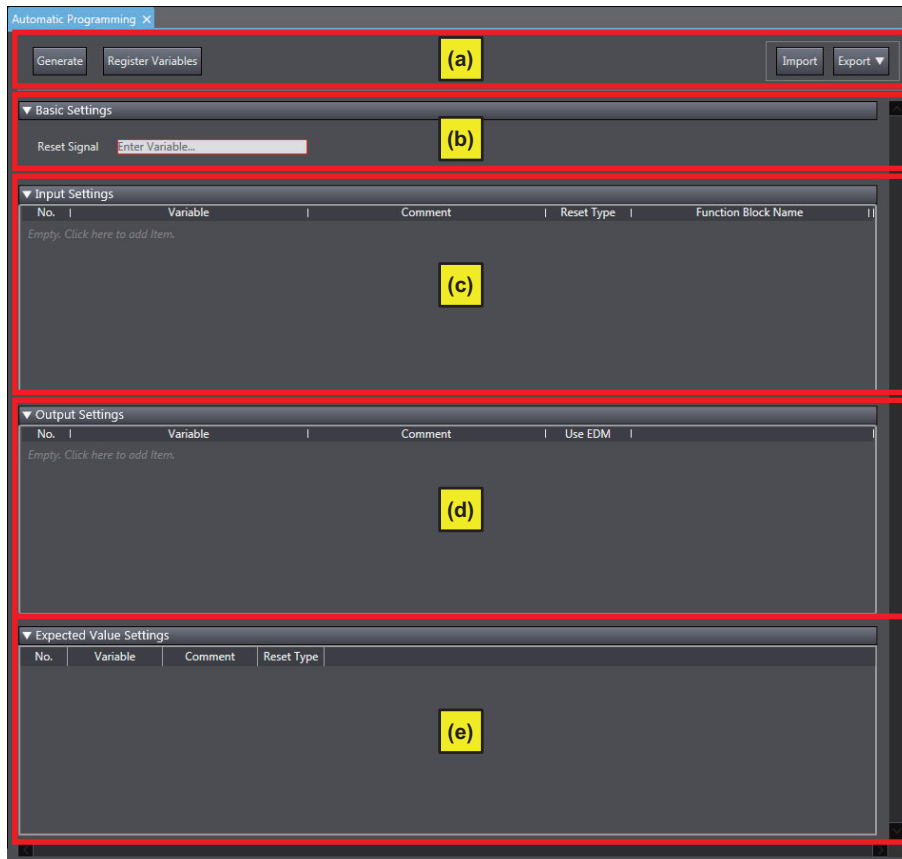 Automatic Programming ×
Generate Register Variables (a) Import Export ▼
▼ Basic Settings
Reset Signal Enter Variable... (b)
▼ Input Settings
No. Variable Comment Reset Type Function Block Name
Empty. Click here to add Item.
(c)
▼ Output Settings
No. Variable Comment Use EDM
Empty. Click here to add Item.
(d)
▼ Expected Value Settings
No. Variable Comment Reset Type
(e)